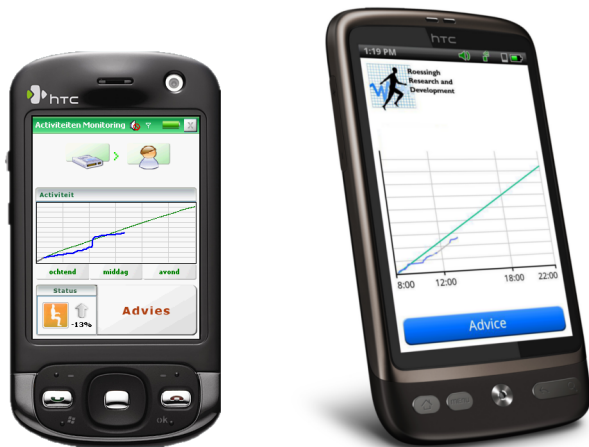 hTC
Activiteiten Monitoring
X
Activiteit
ochtend middag avond
Status
-13%
Advies
ok
hTC
1:19 PM
Roessingh
Research and
Development
8:00 12:00 18:00 22:00
Advice